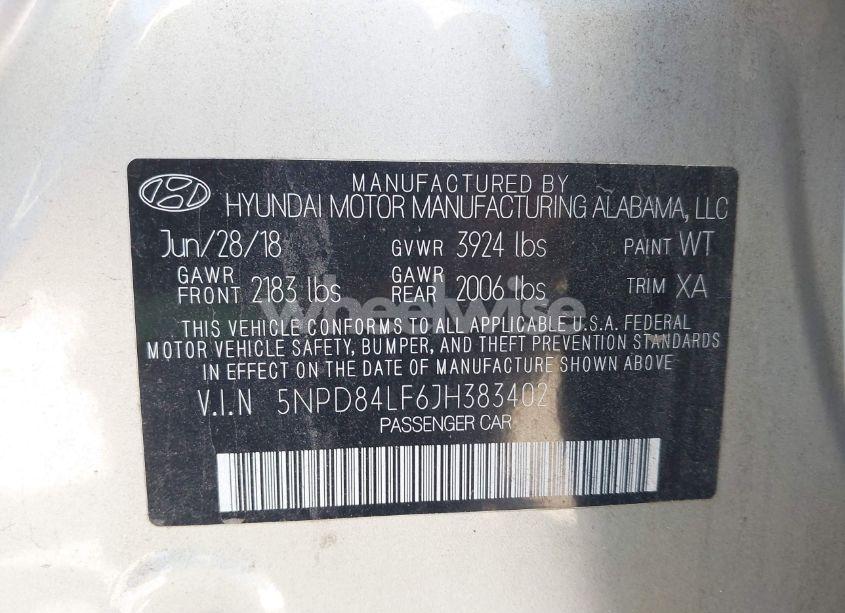 MANUFACTURED BY
HYUNDAI MOTOR MANUFACTURING ALABAMA, LLC
Jun/28/18 GVWR 3924 lbs PAINT WT
GAWR FRONT 2183 lbs GAWR REAR 2006 lbs TRIM XA
wheelwise
THIS VEHICLE CONFORMS TO ALL APPLICABLE U.S.A. FEDERAL
MOTOR VEHICLE SAFETY, BUMPER, AND THEFT PREVENTION STANDARDS
IN EFFECT ON THE DATE OF MANUFACTURE SHOWN ABOVE.
V.I.N 5NPD84LF6JH383402
PASSENGER CAR